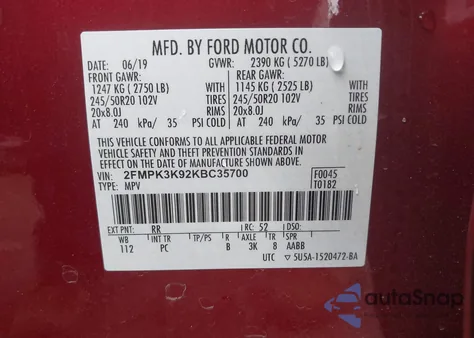 MFD. BY FORD MOTOR CO.
06/19 GVWR: 2390 KG ( 5270 LB)
FRONT GAWR: REAR GAWR:
1247 KG ( 2750 LB) 1145 KG ( 2525 LB)
245/50R20 102V TIRES 245/50R20 102V TIRES
20x8.0J RIMS 20x8.0J RIMS
AT 240 kPa/ 35 PSI COLD AT 240 kPa/ 35 PSI COLD
THIS VEHICLE CONFORMS TO ALL APPLICABLE FEDERAL MOTOR
VEHICLE SAFETY, BUMPER, AND THEFT PREVENTION STANDARDS IN
EFFECT ON THE DATE OF MANUFACTURE SHOWN ABOVE.
VIN: 2FMPK3K92KBC35700 F0045
TYPE: MPV T0182
EXT PNT: RR RC: 52
WB INT TR TP/PS R AXLE TR SPR
112 PC B 3K 8 AABB
UTC 5U5A-1520472-BA
autoSnap